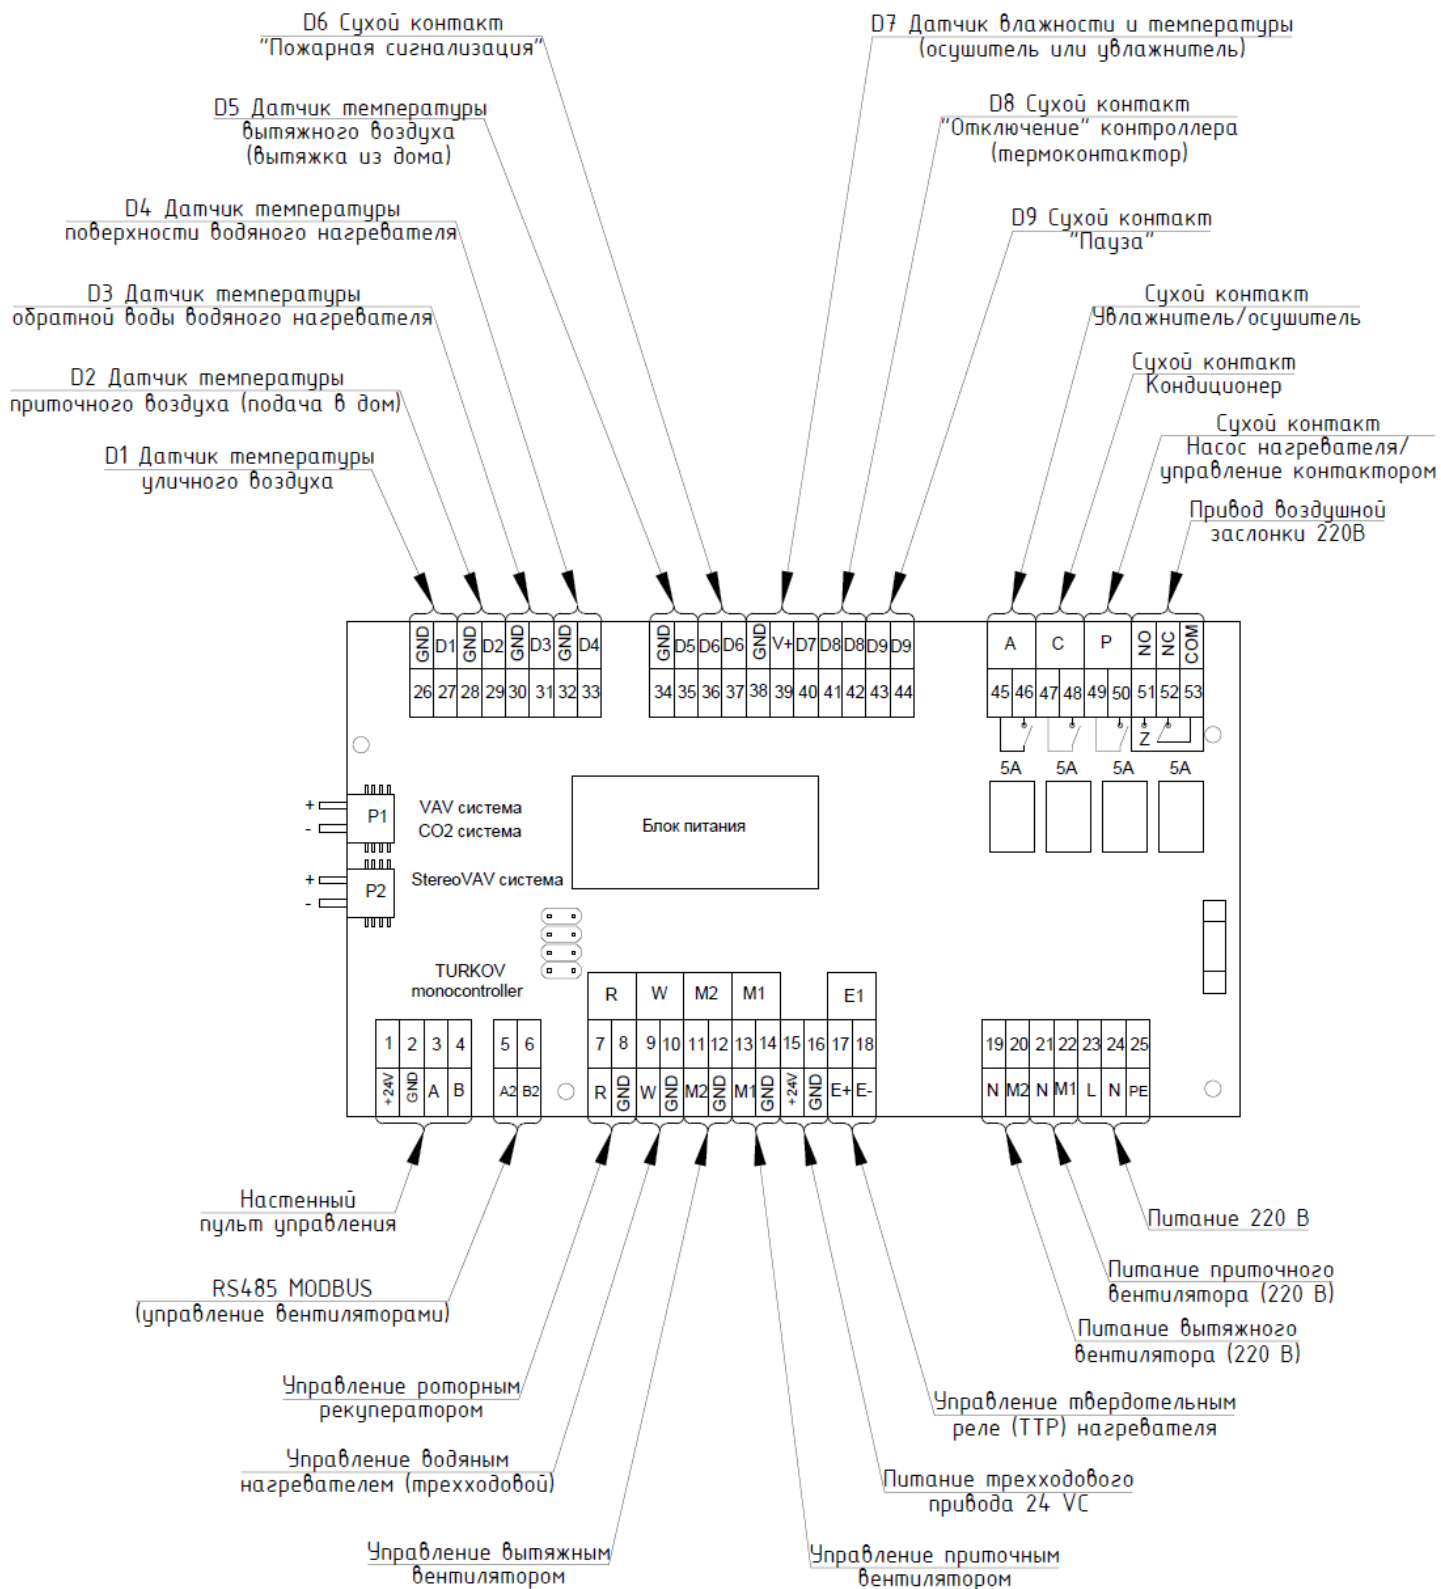 D6 Сухой контакт
"Пожарная сигнализация"
D7 Датчик влажности и температуры
(осушитель или увлажнитель)
D5 Датчик температуры
вытяжного воздуха
(вытяжка из дома)
D8 Сухой контакт
"Отключение" контроллера
(термоконтактор)
D4 Датчик температуры
поверхности водяного нагревателя
D9 Сухой контакт
"Пауза"
D3 Датчик температуры
обратной воды водяного нагревателя
Сухой контакт
Увлажнитель/осушитель
D2 Датчик температуры
приточного воздуха (подача в дом)
Сухой контакт
Кондиционер
D1 Датчик температуры
уличного воздуха
Сухой контакт
Насос нагревателя/
управление контактором
Привод воздушной
заслонки 220В
GND D1 GND D2 GND D3 GND D4
GND D5 D6 D6 GND V+ D7 D8 D8 D9 D9
A C P NO NC COM
26 27 28 29 30 31 32 33
34 35 36 37 38 39 40 41 42 43 44
45 46 47 48 49 50 51 52 53
Z
5A 5A 5A 5A
+
-
P1
VAV система
CO2 система
Блок питания
+
-
P2
StereoVAV система
TURKOV
monocontroller
R W M2 M1 E1
1 2 3 4
5 6
7 8 9 10 11 12 13 14 15 16 17 18
19 20 21 22 23 24 25
+24V GND A B
A2 B2
R GND W GND M2 GND M1 GND +24V GND E+ E-
N M2 N M1 L N PE
Настенный
пульт управления
Питание 220 В
RS485 MODBUS
(управление вентиляторами)
Питание приточного
вентилятора (220 В)
Питание вытяжного
вентилятора (220 В)
Управление роторным
рекуператором
Управление твердотельным
реле (ТТР) нагревателя
Управление водяным
нагревателем (трехходовой)
Питание трехходового
привода 24 VC
Управление вытяжным
вентилятором
Управление приточным
вентилятором